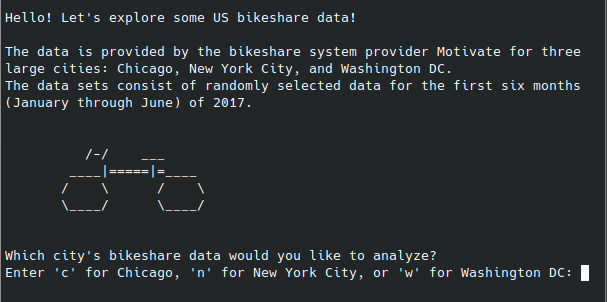 Hello! Let's explore some US bikeshare data!

The data is provided by the bikeshare system provider Motivate for three
large cities: Chicago, New York City, and Washington DC.
The data sets consist of randomly selected data for the first six months
(January through June) of 2017.

          /-/    ___
        ____|=====|=____
       /    \      /    \
       \____/      \____/

Which city's bikeshare data would you like to analyze?
Enter 'c' for Chicago, 'n' for New York City, or 'w' for Washington DC: